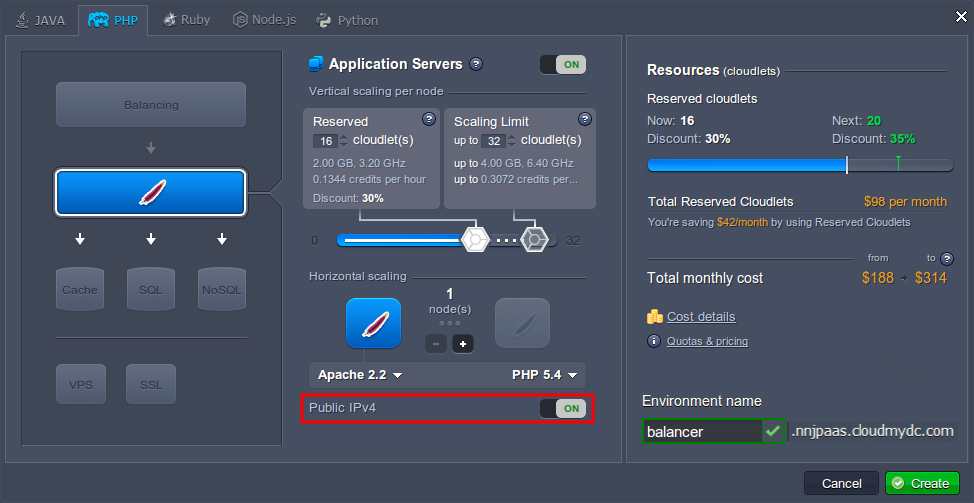 JAVA PHP Ruby Node.js Python
Balancing
Cache SQL NoSQL
VPS SSL
Application Servers ? ON
Vertical scaling per node
Reserved ?
16 cloudlet(s)
2.00 GB, 3.20 GHz
0.1344 credits per hour
Discount: 30%
Scaling Limit ?
up to 32 cloudlet(s)
up to 4.00 GB, 6.40 GHz
up to 0.3072 credits per...
0 32
Horizontal scaling
1
node(s)
- +
Apache 2.2 PHP 5.4
Public IPv4 ON
Resources (cloudlets)
Reserved cloudlets
Now: 16 Next: 20
Discount: 30% Discount: 35%
Total Reserved Cloudlets $98 per month
You're saving $42/month by using Reserved Cloudlets
from to ?
Total monthly cost $188 $314
Cost details
Quotas & pricing
Environment name
balancer .nnjpaas.cloudmydc.com
Cancel Create